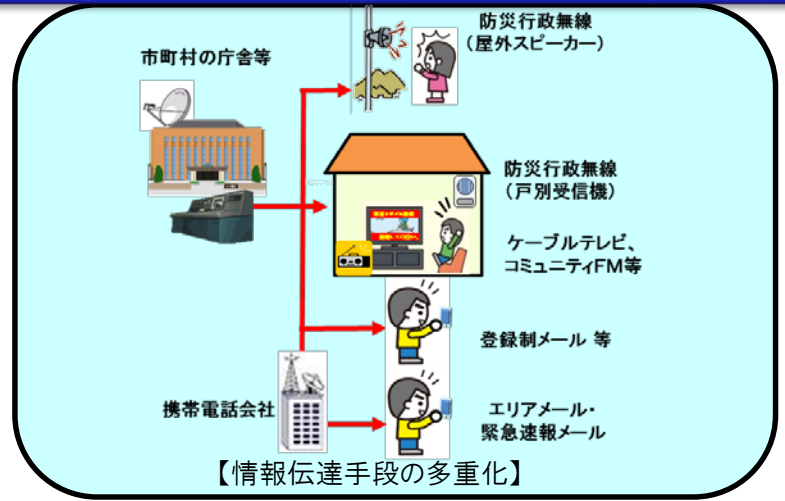 防災行政無線
（屋外スピーカー）
市町村の庁舎等
防災行政無線
（戸別受信機）
ケーブルテレビ、
コミュニティFM等
登録制メール 等
携帯電話会社
エリアメール・
緊急速報メール
【情報伝達手段の多重化】